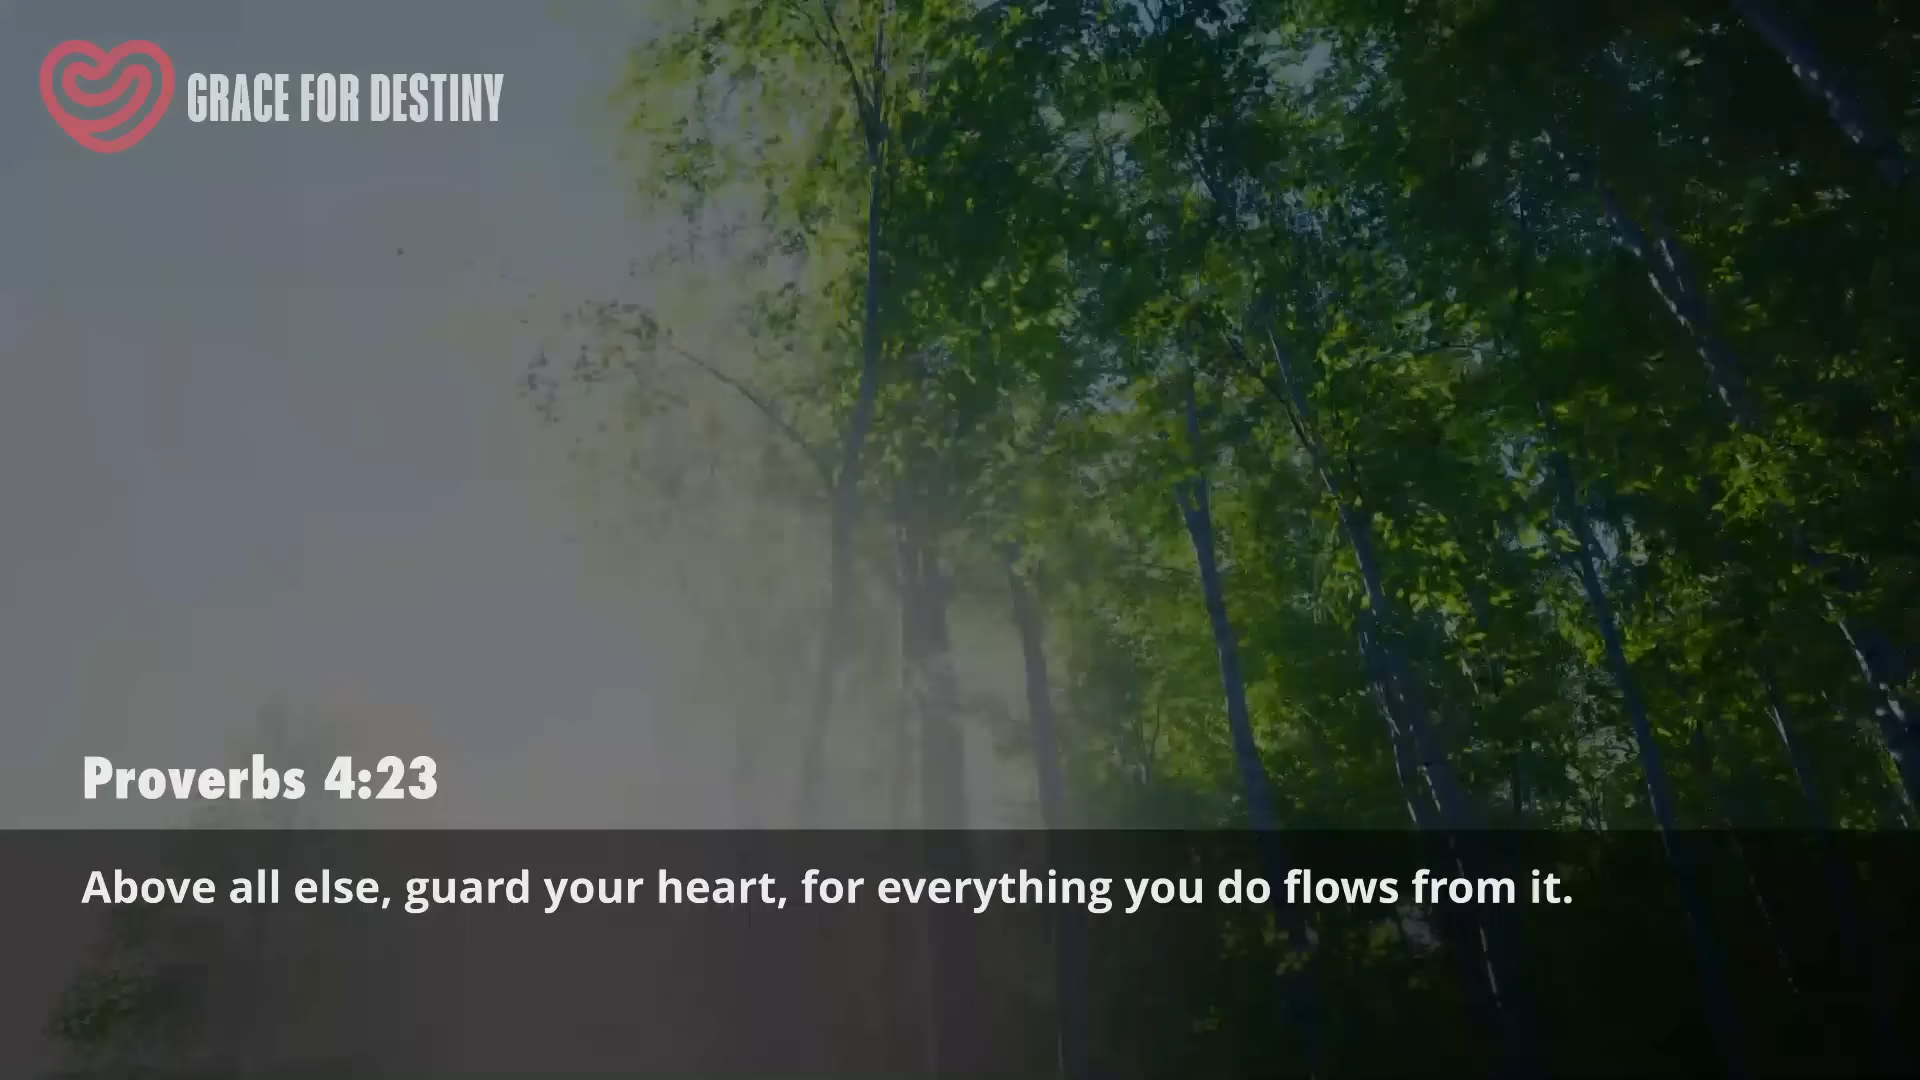 GRACE FOR DESTINY
Proverbs 4:23
Above all else, guard your heart, for everything you do flows from it.